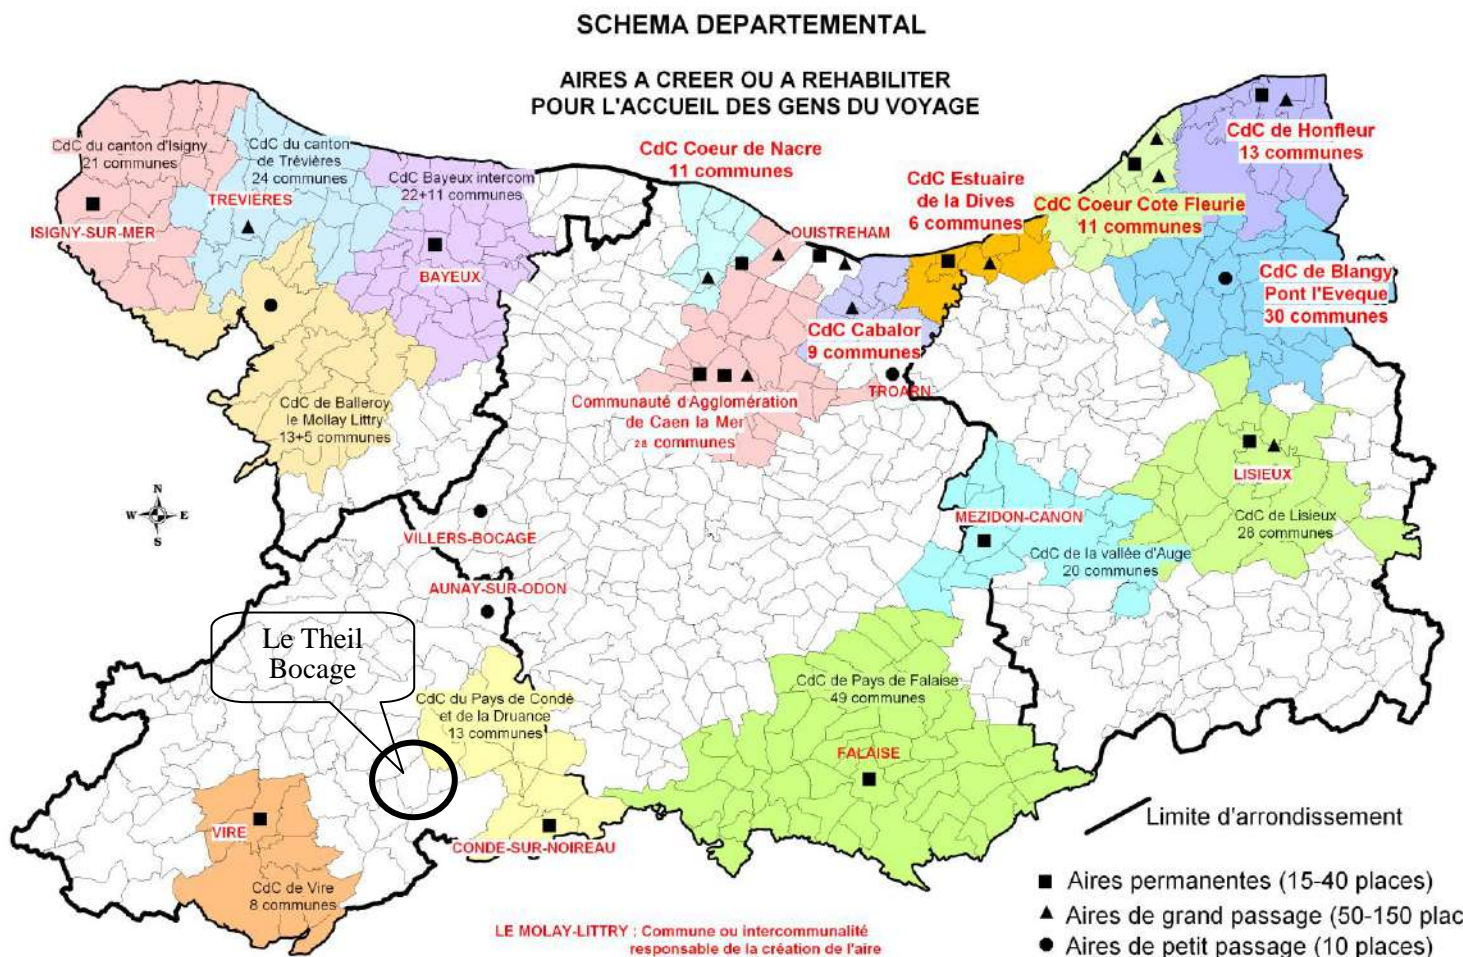 SCHEMA DEPARTEMENTAL
AIRES A CREER OU A REHABILITER
POUR L'ACCUEIL DES GENS DU VOYAGE
CdC du canton d'Isigny
21 communes
ISIGNY-SUR-MER
CdC du canton
de Trévières
24 communes
TREVIERES
CdC Bayeux intercom
22+11 communes
BAYEUX
CdC Coeur de Nacre
11 communes
OUISTREHAM
CdC Estuaire
de la Dives
6 communes
CdC Coeur Cote Fleurie
11 communes
CdC de Honfleur
13 communes
CdC de Blangy
Pont l'Eveque
30 communes
CdC Cabalor
9 communes
TROARN
Communauté d'Agglomération
de Caen la Mer
28 communes
CdC de Balleroy
le Mollay Littry
13+5 communes
N
W
E
S
VILLERS-BOCAGE
AUNAY-SUR-ODON
LISIEUX
CdC de Lisieux
28 communes
MEZIDON-CANON
CdC de la vallée d'Auge
20 communes
Le Theil
Bocage
CdC du Pays de Condé
et de la Druance
13 communes
CdC de Pays de Falaise
49 communes
FALAISE
VIRE
CdC de Vire
8 communes
CONDE-SUR-NOIREAU
Limite d'arrondissement
Aires permanentes (15-40 places)
Aires de grand passage (50-150 plac
Aires de petit passage (10 places)
LE MOLAY-LITTRY : Commune ou intercommunalité
responsable de la création de l'aire